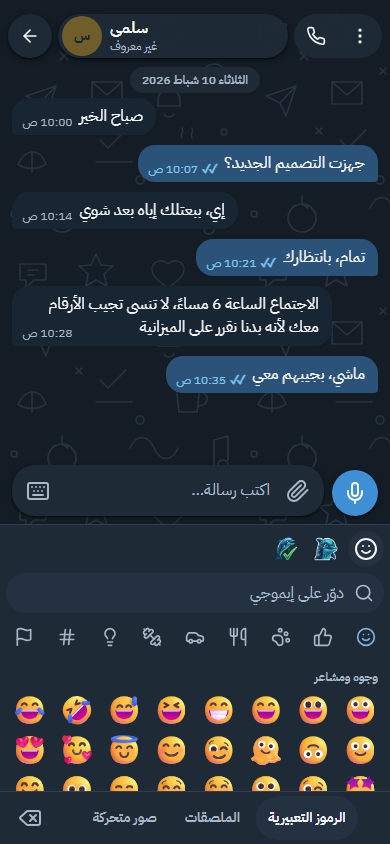 سلمى
س
غير معروف
الثلاثاء 10 شباط 2026
صباح الخير 10:00 ص
جهزت التصميم الجديد؟ 10:07 ص
إي، ببعتلك إياه بعد شوي 10:14 ص
تمام، بانتظارك 10:21 ص
الاجتماع الساعة 6 مساءً، لا تنسى تجيب الأرقام
معك لأنه بدنا نقرر على الميزانية 10:28 ص
ماشي، بجيبهم معي 10:35 ص
اكتب رسالة...
دوّر على إيموجي
وجوه ومشاعر
الرموز التعبيرية الملصقات صور متحركة